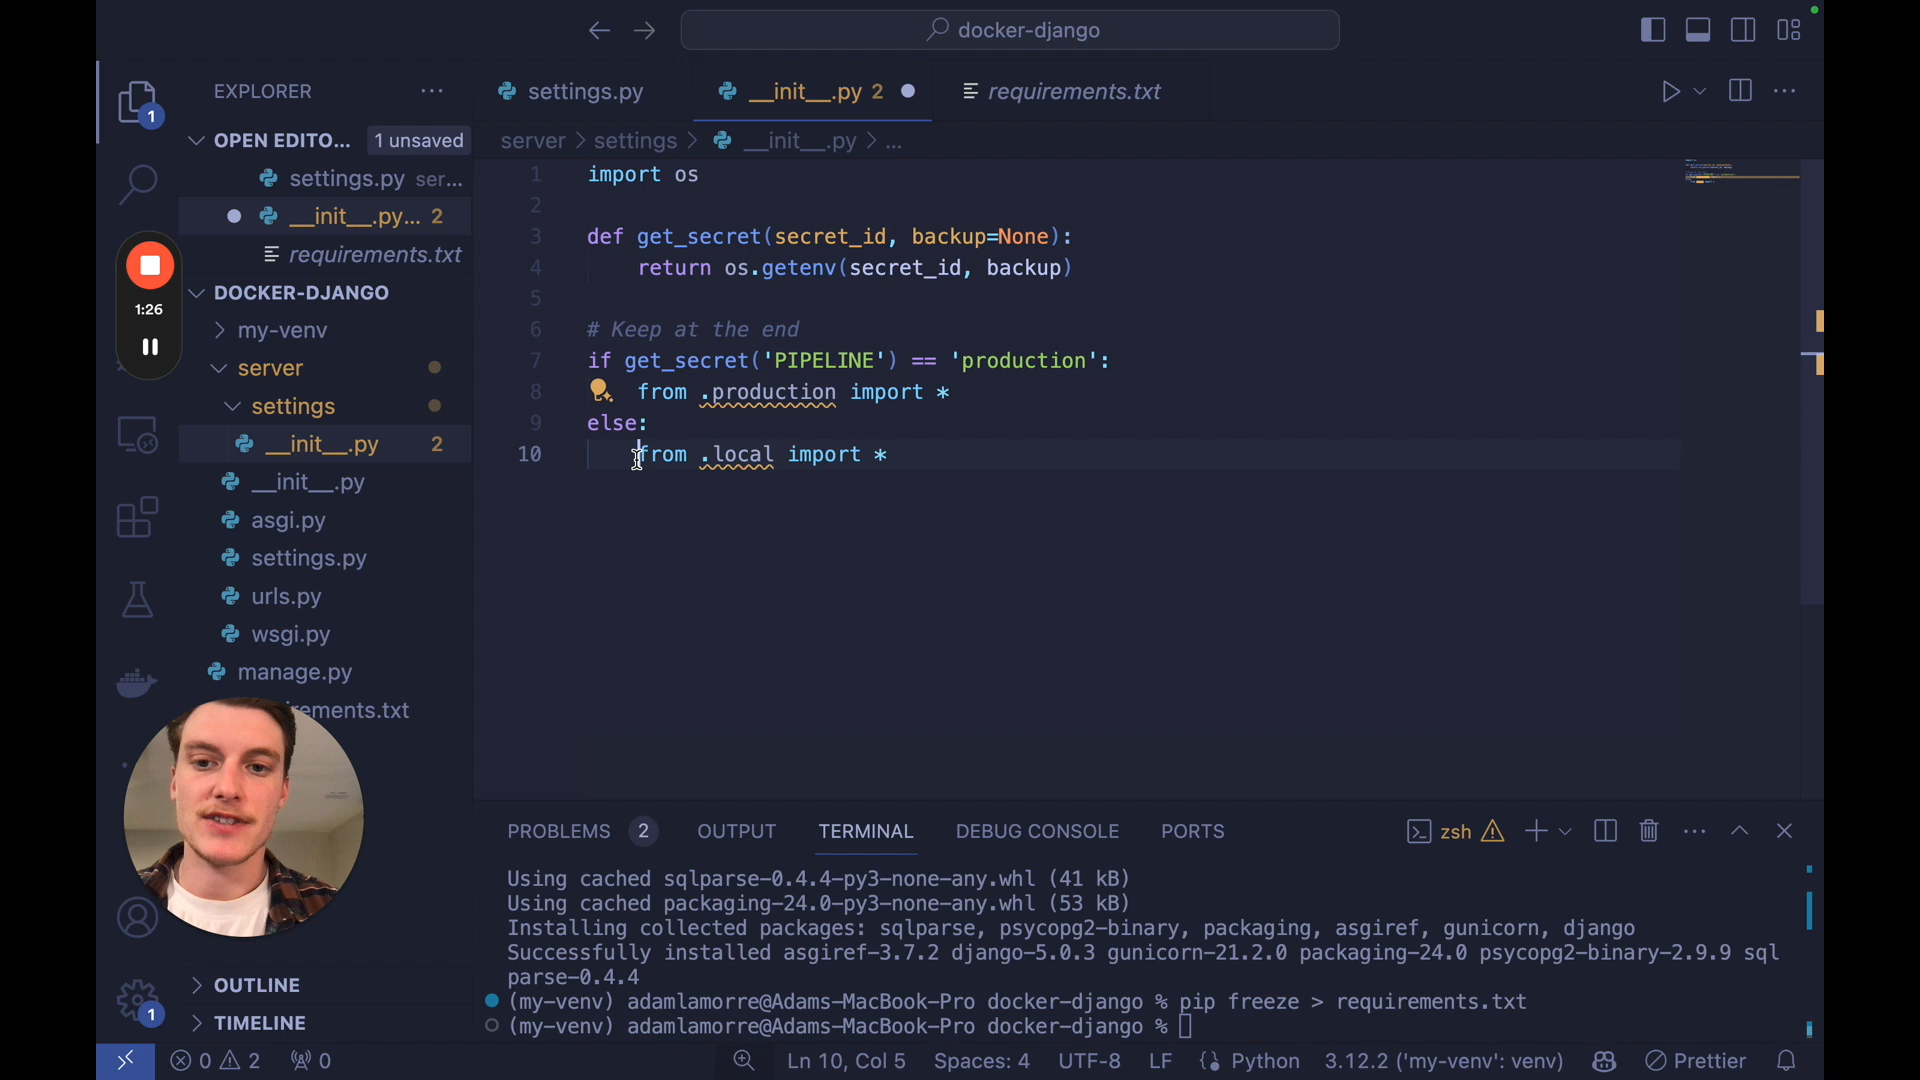 docker-django
EXPLORER
settings.py
__init__.py 2
requirements.txt
OPEN EDITO... 1 unsaved
settings.py ser...
__init__.py... 2
requirements.txt
DOCKER-DJANGO
my-venv
server
settings
__init__.py 2
__init__.py
asgi.py
settings.py
urls.py
wsgi.py
manage.py
irements.txt
OUTLINE
TIMELINE
1
1:26
1
server > settings > __init__.py > ...
1 import os
2
3 def get_secret(secret_id, backup=None):
4 return os.getenv(secret_id, backup)
5
6 # Keep at the end
7 if get_secret('PIPELINE') == 'production':
8 from .production import *
9 else:
10 from .local import *
PROBLEMS 2 OUTPUT TERMINAL DEBUG CONSOLE PORTS
zsh
Using cached sqlparse-0.4.4-py3-none-any.whl (41 kB)
Using cached packaging-24.0-py3-none-any.whl (53 kB)
Installing collected packages: sqlparse, psycopg2-binary, packaging, asgiref, gunicorn, django
Successfully installed asgiref-3.7.2 django-5.0.3 gunicorn-21.2.0 packaging-24.0 psycopg2-binary-2.9.9 sql
parse-0.4.4
(my-venv) adamlamorre@Adams-MacBook-Pro docker-django % pip freeze > requirements.txt
(my-venv) adamlamorre@Adams-MacBook-Pro docker-django %
0 2 0 Ln 10, Col 5 Spaces: 4 UTF-8 LF Python 3.12.2 ('my-venv': venv) Prettier